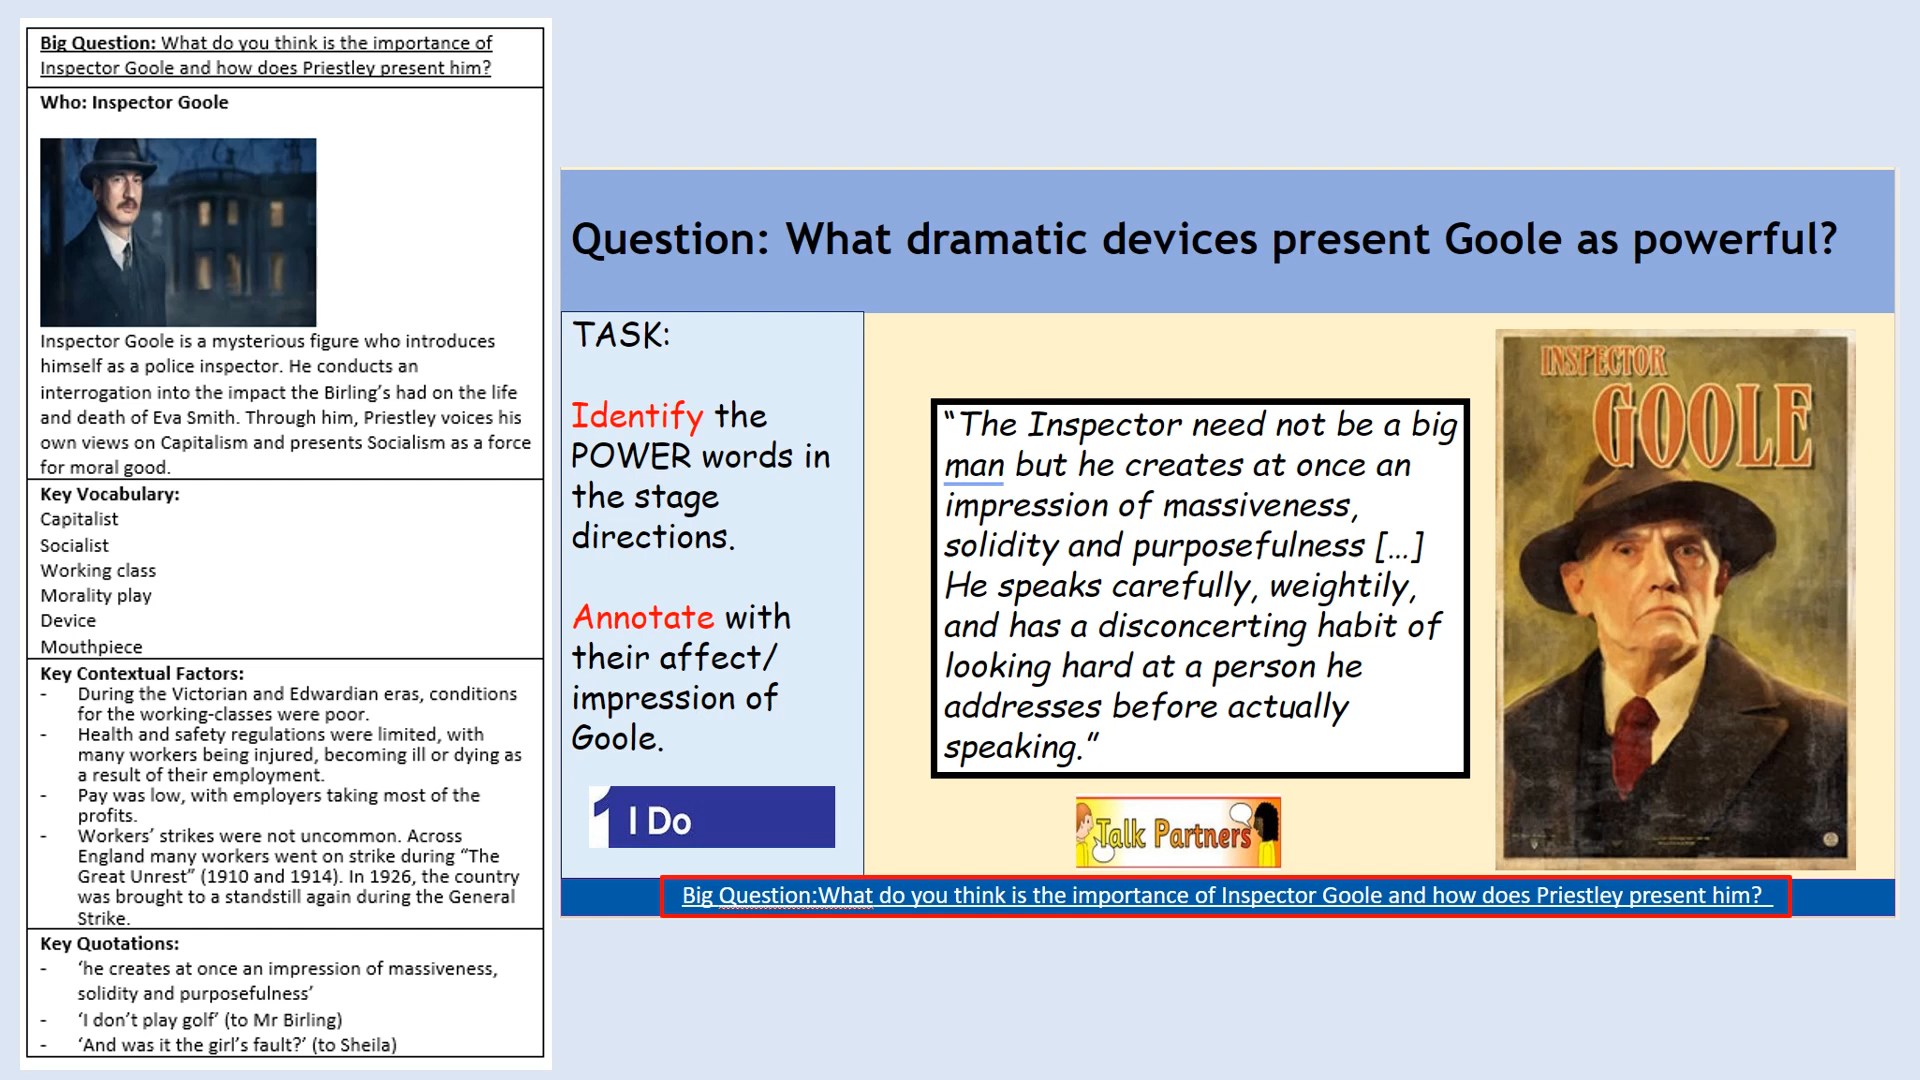 Big Question: What do you think is the importance of
Inspector Goole and how does Priestley present him?
Who: Inspector Goole
Inspector Goole is a mysterious figure who introduces
himself as a police inspector. He conducts an
interrogation into the impact the Birling’s had on the life
and death of Eva Smith. Through him, Priestley voices his
own views on Capitalism and presents Socialism as a force
for moral good.
Key Vocabulary:
Capitalist
Socialist
Working class
Morality play
Device
Mouthpiece
Key Contextual Factors:
- During the Victorian and Edwardian eras, conditions
for the working-classes were poor.
- Health and safety regulations were limited, with
many workers being injured, becoming ill or dying as
a result of their employment.
- Pay was low, with employers taking most of the
profits.
- Workers’ strikes were not uncommon. Across
England many workers went on strike during “The
Great Unrest” (1910 and 1914). In 1926, the country
was brought to a standstill again during the General
Strike.
Key Quotations:
- ‘he creates at once an impression of massiveness,
solidity and purposefulness’
- ‘I don’t play golf’ (to Mr Birling)
- ‘And was it the girl’s fault?’ (to Sheila)
Question: What dramatic devices present Goole as powerful?
TASK:
Identify the
POWER words in
the stage
directions.
Annotate with
their affect/
impression of
Goole.
1 I Do
“The Inspector need not be a big
man but he creates at once an
impression of massiveness,
solidity and purposefulness […]
He speaks carefully, weightily,
and has a disconcerting habit of
looking hard at a person he
addresses before actually
speaking.”
Talk Partners
INSPECTOR
GOOLE
Big Question:What do you think is the importance of Inspector Goole and how does Priestley present him?